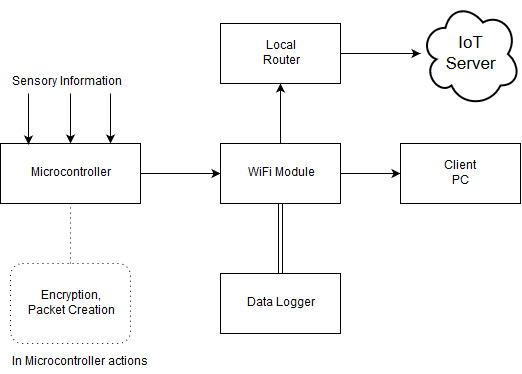 Local
Router
IoT
Server
Sensory Information
Microcontroller
WiFi Module
Client
PC
Encryption,
Packet Creation
Data Logger
In Microcontroller actions